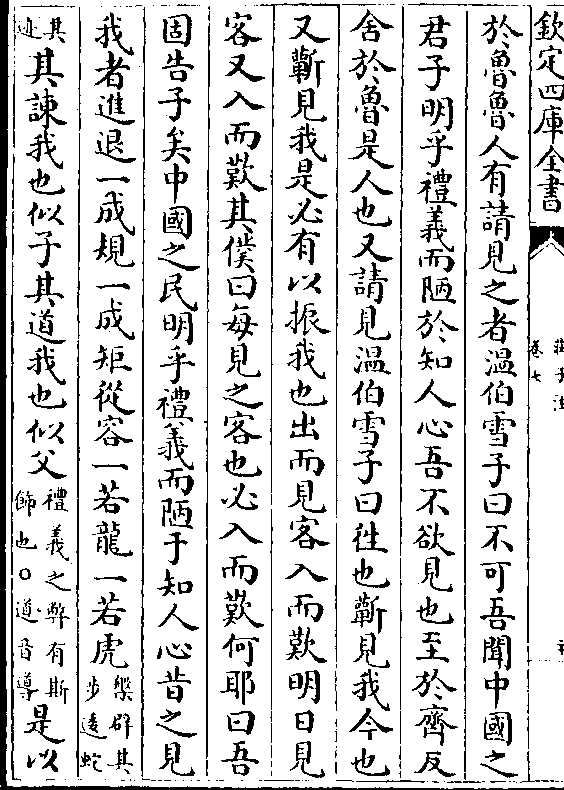 欽定四庫全書
莊子注
卷七
於魯魯人有請見之者温伯雪子曰不可吾聞中國之
君子明乎禮義而陋於知人心吾不欲見也至於齊反
舍於魯是人也又請見温伯雪子曰徃也蘄見我今也
又蘄見我是必有以振我也出而見客入而歎明日見
客又入而歎其僕曰每見之客也必入而歎何耶曰吾
固告子矣中國之民明乎禮義而陋于知人心昔之見
我者進退一成規一成矩從容一若龍一若虎槃辟其步逶蛇
其迹其諫我也似子其道我也似父禮義之弊有斯飾也○道音導是以